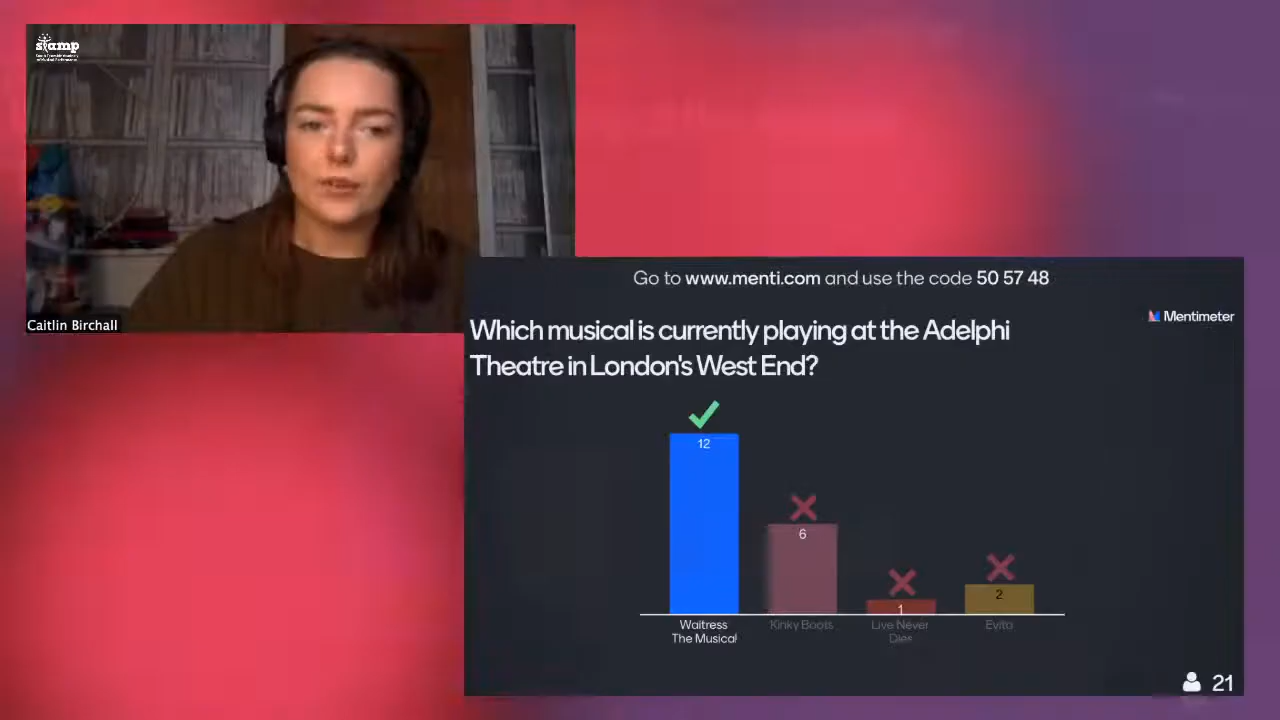 stamp
Caitlin Birchall
Go to www.menti.com and use the code 50 57 48
Mentimeter
Which musical is currently playing at the Adelphi
Theatre in London's West End?
12
6
1
2
Waitress
The Musical
Kinky Boots
Live Never
Dies
Evita
21